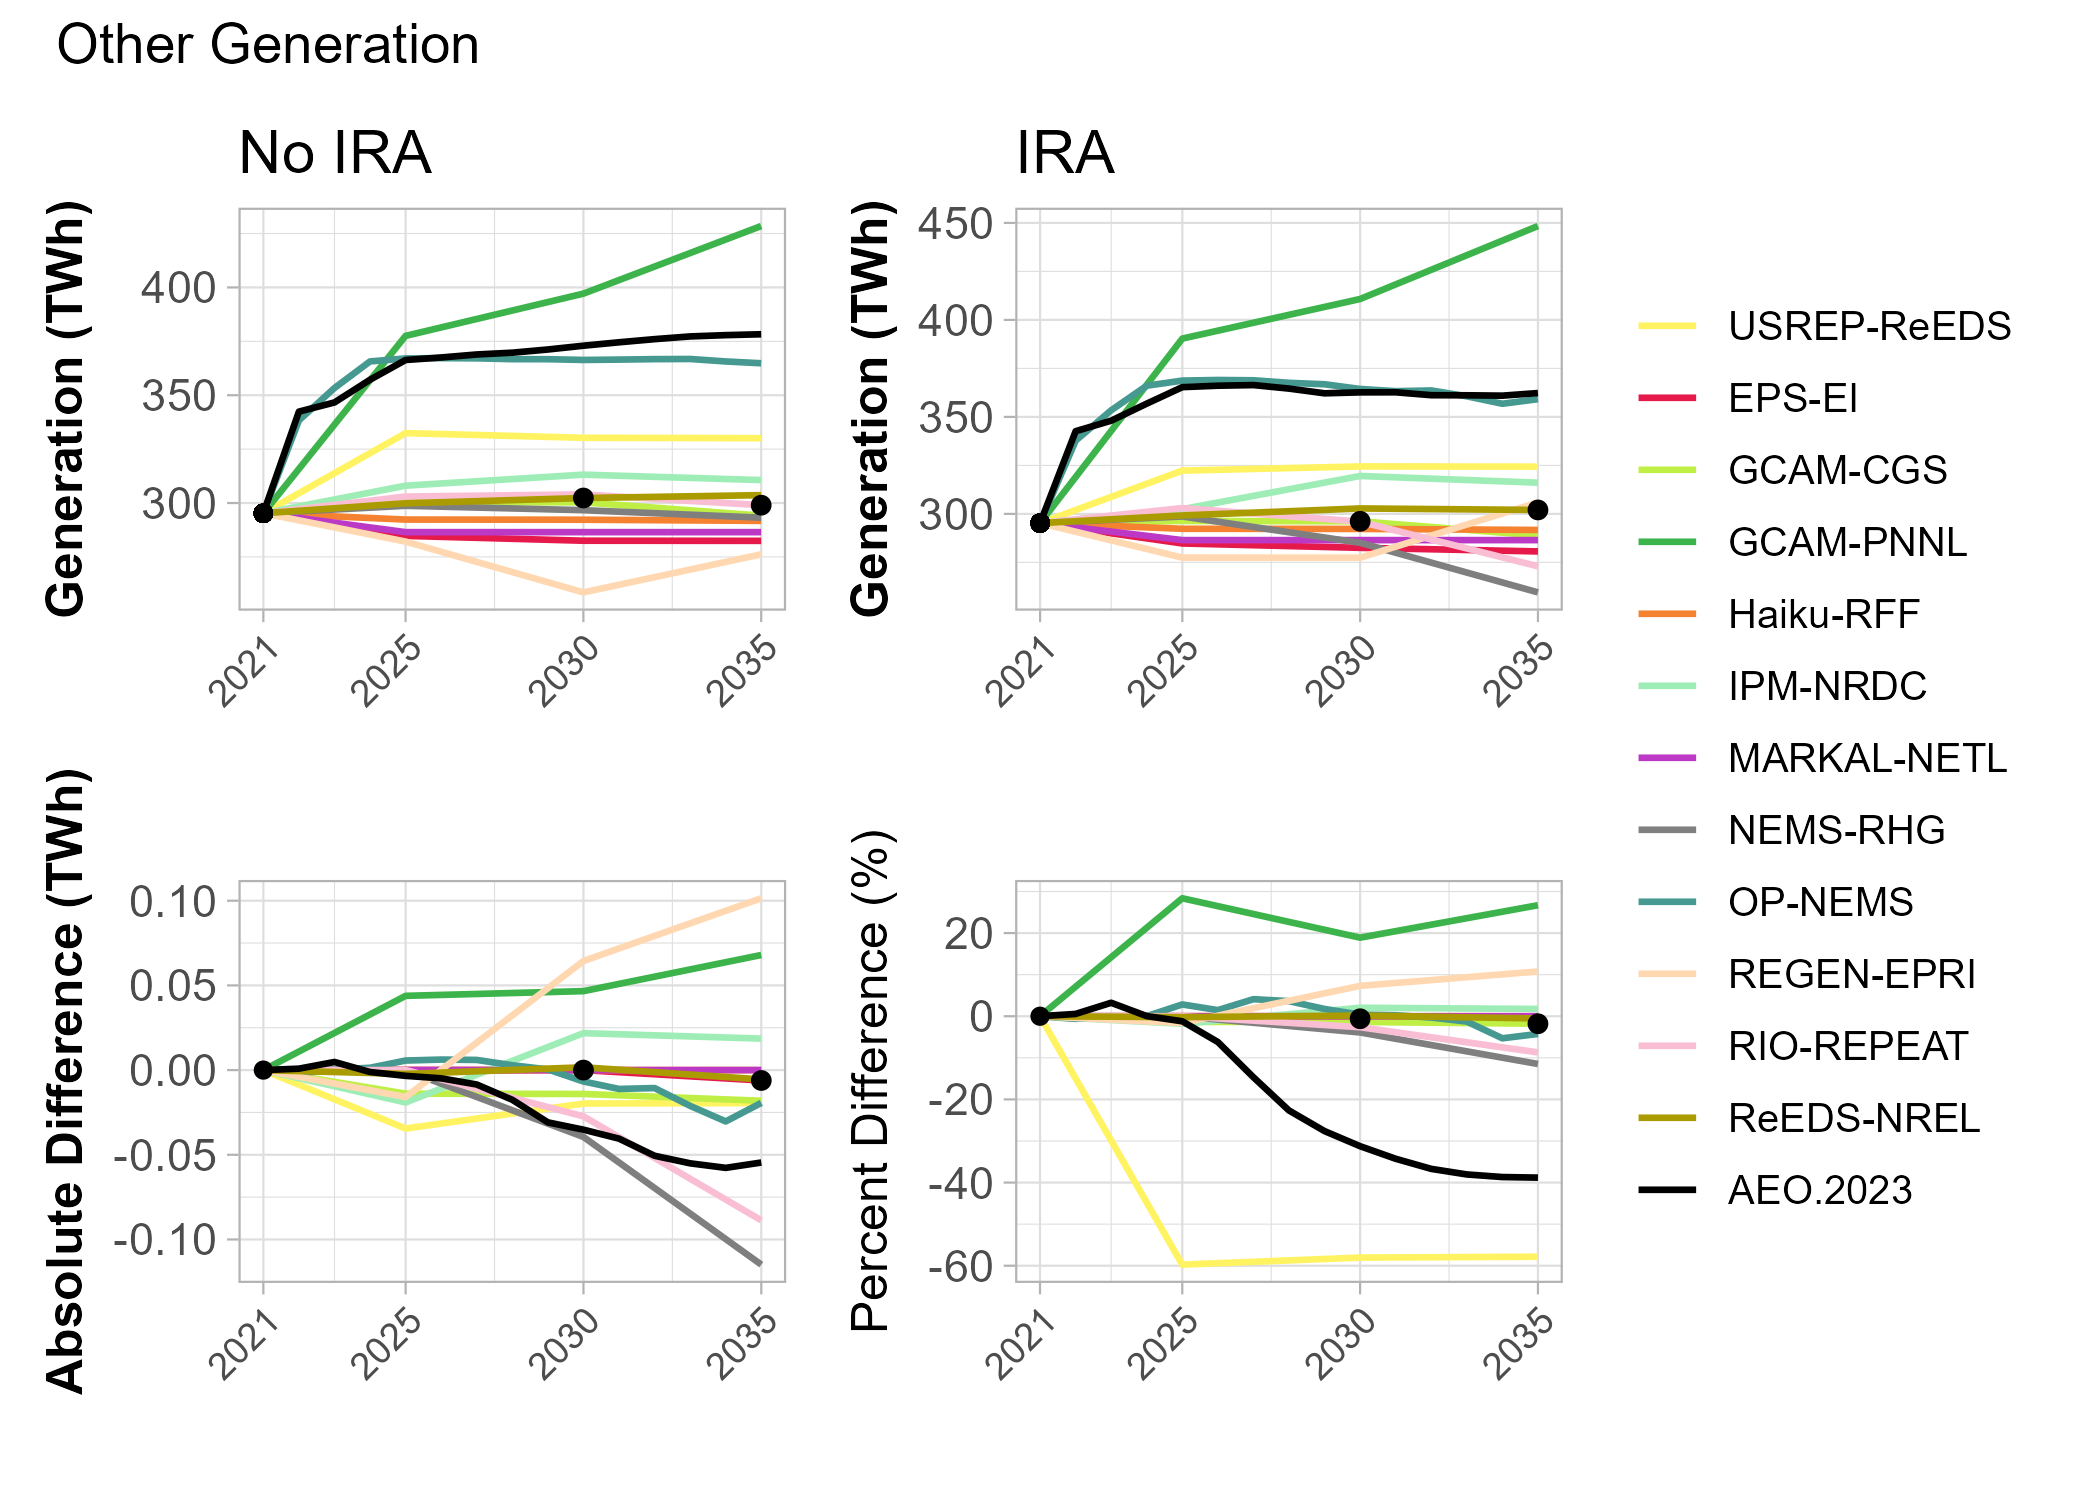 Other Generation
No IRA
IRA
Generation (TWh)
400
350
300
2021
2025
2030
2035
Generation (TWh)
450
400
350
300
2021
2025
2030
2035
Absolute Difference (TWh)
0.10
0.05
0.00
-0.05
-0.10
2021
2025
2030
2035
Percent Difference (%)
20
0
-20
-40
-60
2021
2025
2030
2035
USREP-ReEDS
EPS-EI
GCAM-CGS
GCAM-PNNL
Haiku-RFF
IPM-NRDC
MARKAL-NETL
NEMS-RHG
OP-NEMS
REGEN-EPRI
RIO-REPEAT
ReEDS-NREL
AEO.2023